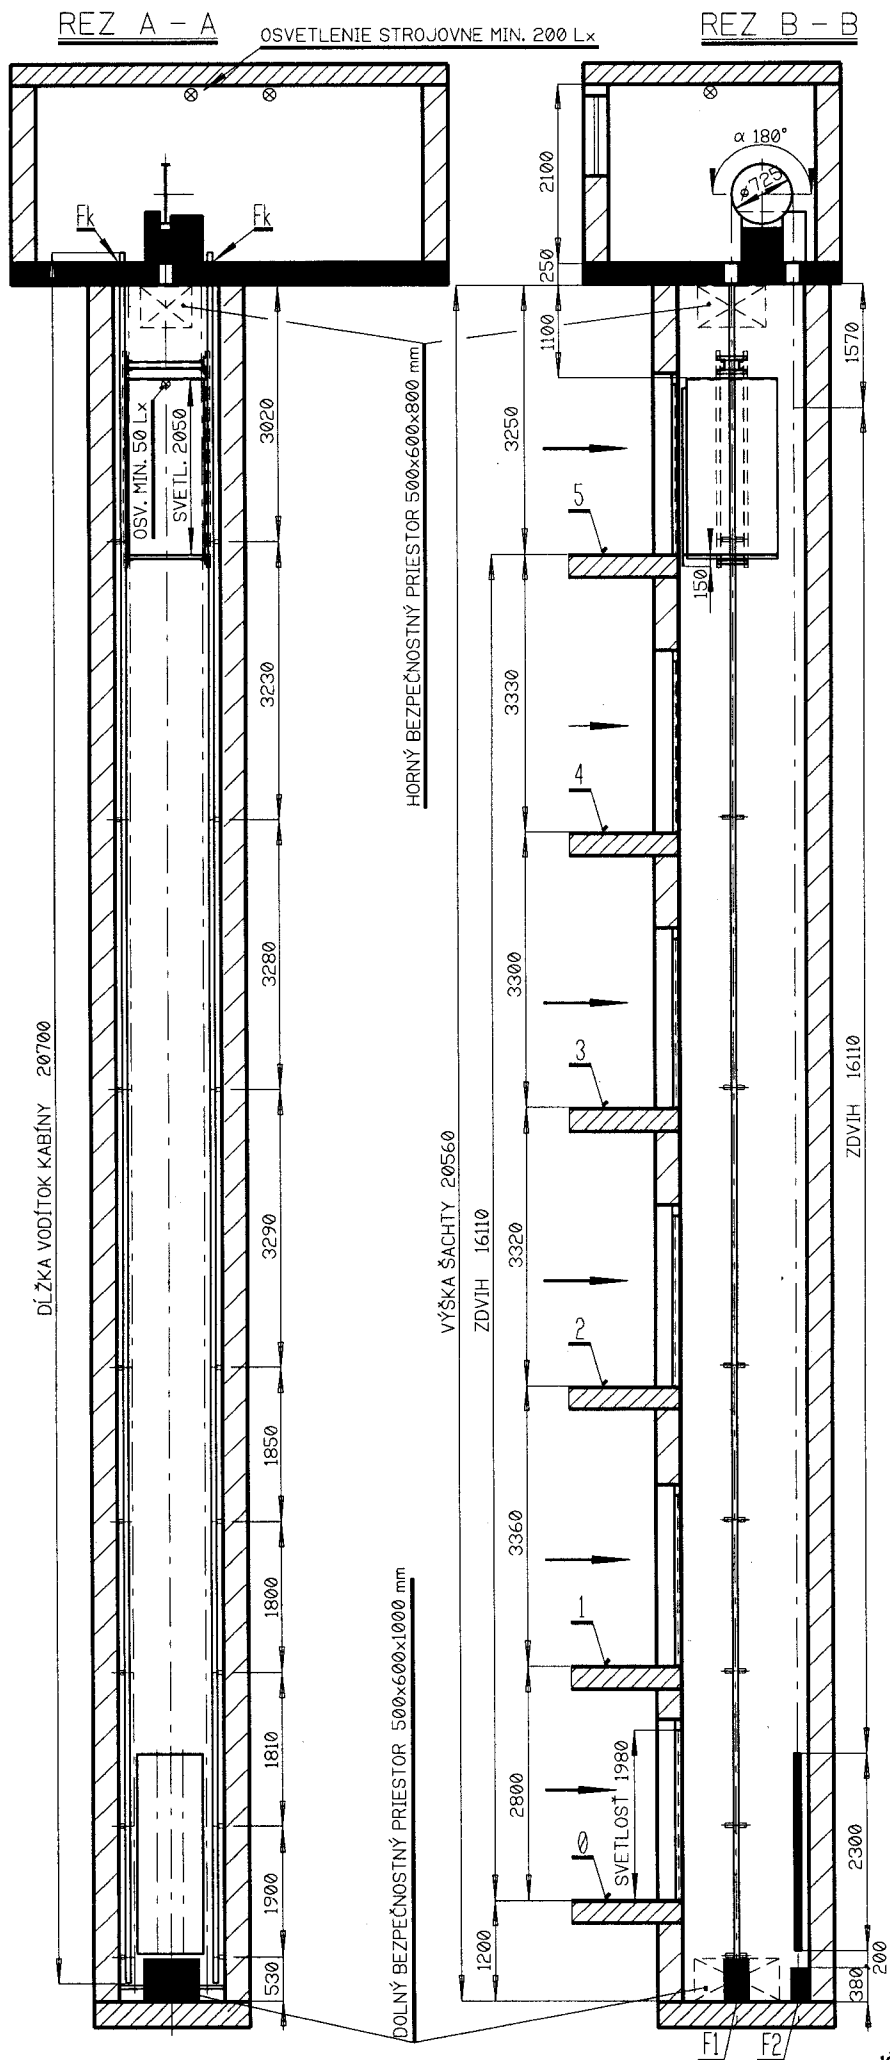 REZ A - A
OSVETLENIE STROJOVNE MIN. 200 Lx
REZ B - B
Fk
Fk
α 180°
ø 725
2100
250
1100
1570
3020
OSV. MIN. 50 Lx
SVETL. 2050
HORNÝ BEZPEČNOSTNÝ PRIESTOR 500x600x800 mm
3250
5
150
3230
3330
4
3280
3300
3
DĹŽKA VODÍTOK KABÍNY 20700
VÝŠKA ŠACHTY 20560
ZDVIH 16110
ZDVIH 16110
3290
3320
2
1850
3360
1800
1
1810
DOLNÝ BEZPEČNOSTNÝ PRIESTOR 500x600x1000 mm
2800
SVETLOSŤ 1980
0
2300
1900
1200
530
380
200
F1
F2